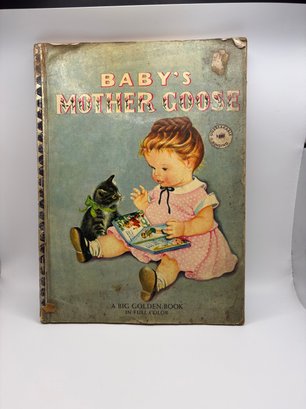 BABY'S
MOTHER GOOSE
A BIG GOLDEN BOOK
IN FULL COLOR